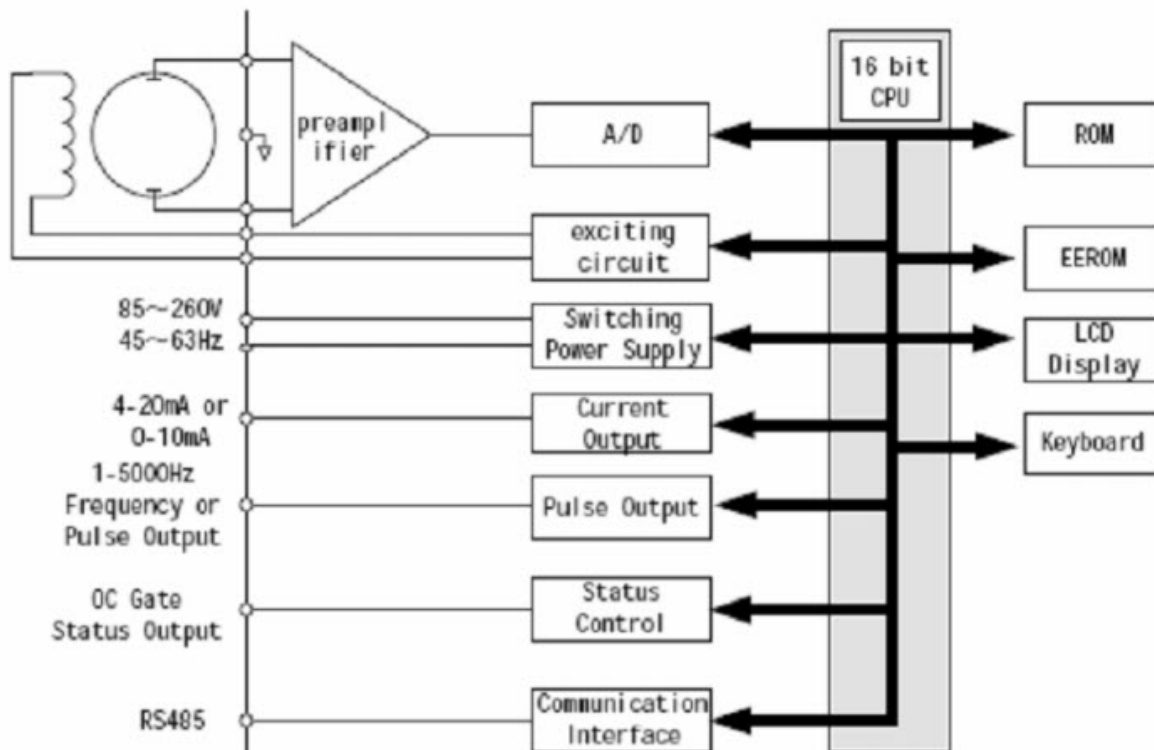 16 bit
CPU
preampl
ifier
A/D
ROM
exciting
circuit
EEROM
85～260V
45～63Hz
Switching
Power Supply
LCD
Display
4-20mA or
0-10mA
Current
Output
Keyboard
1-5000Hz
Frequency or
Pulse Output
Pulse Output
OC Gate
Status Output
Status
Control
RS485
Communication
Interface